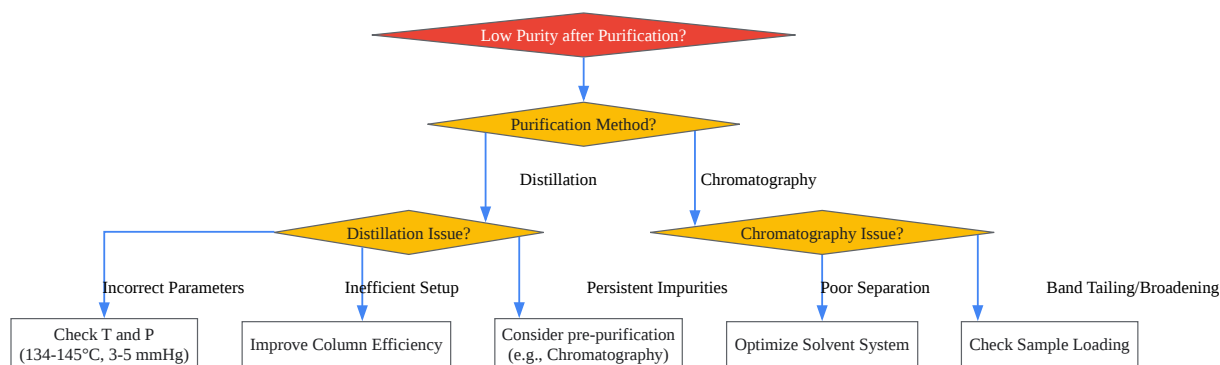 Low Purity after Purification?
Purification Method?
Distillation
Chromatography
Distillation Issue?
Chromatography Issue?
Incorrect Parameters
Inefficient Setup
Persistent Impurities
Poor Separation
Band Tailing/Broadening
Check T and P
(134-145°C, 3-5 mmHg)
Improve Column Efficiency
Consider pre-purification
(e.g., Chromatography)
Optimize Solvent System
Check Sample Loading